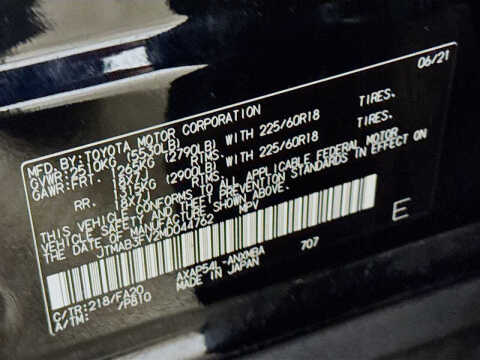 06/21
MFD. BY: TOYOTA MOTOR CORPORATION
GVWR: 2510KG (5530LB)
GAWR: FRT. 1265KG (2790LB) WITH 225/60R18 TIRES.
18X7J RIMS.
RR. 1315KG (2900LB) WITH 225/60R18 TIRES.
18X7J RIMS.
THIS VEHICLE CONFORMS TO ALL APPLICABLE FEDERAL MOTOR
VEHICLE SAFETY AND THEFT PREVENTION STANDARDS IN EFFECT ON
THE DATE OF MANUFACTURE SHOWN ABOVE.
JTMAB3FV2MD044762 MPV
E
C/TR: 218/FA20 AXAP54L-ANXMBA 707
A/TM: /P810 MADE IN JAPAN